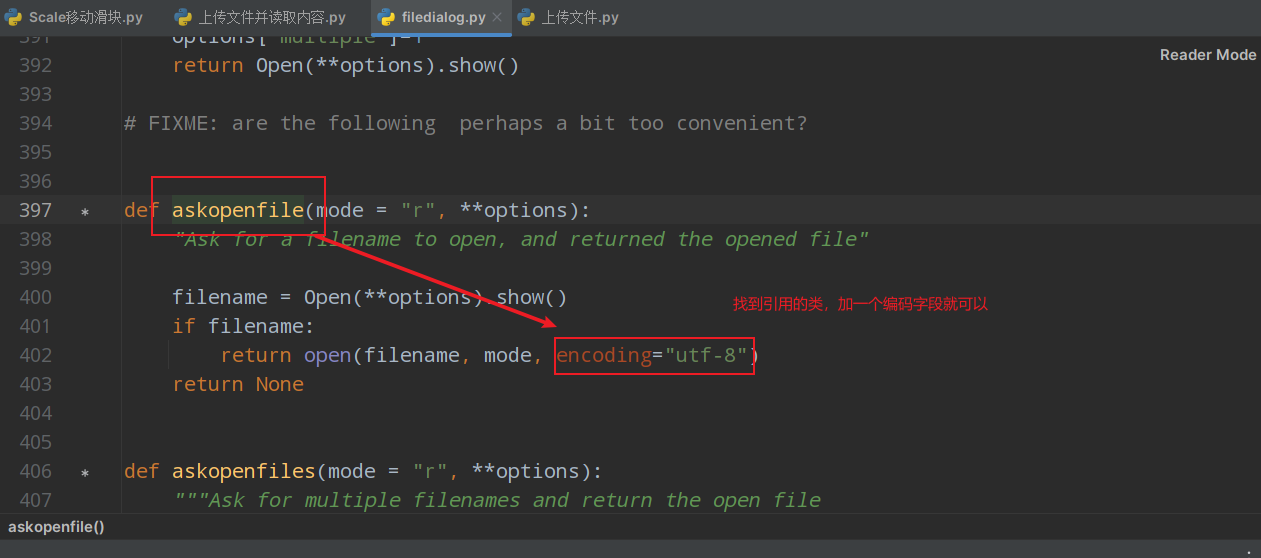 Scale移动滑块.py 上传文件并读取内容.py filedialog.py 上传文件.py
391 options["multiple"]=1
Reader Mode
392 return Open(**options).show()
393
394 # FIXME: are the following  perhaps a bit too convenient?
395
396
397 * def askopenfile(mode = "r", **options):
398 "Ask for a filename to open, and returned the opened file"
399
400 filename = Open(**options).show()
找到引用的类，加一个编码字段就可以
401 if filename:
402 return open(filename, mode, encoding="utf-8")
403 return None
404
405
406 * def askopenfiles(mode = "r", **options):
407 """Ask for multiple filenames and return the open file
askopenfile()